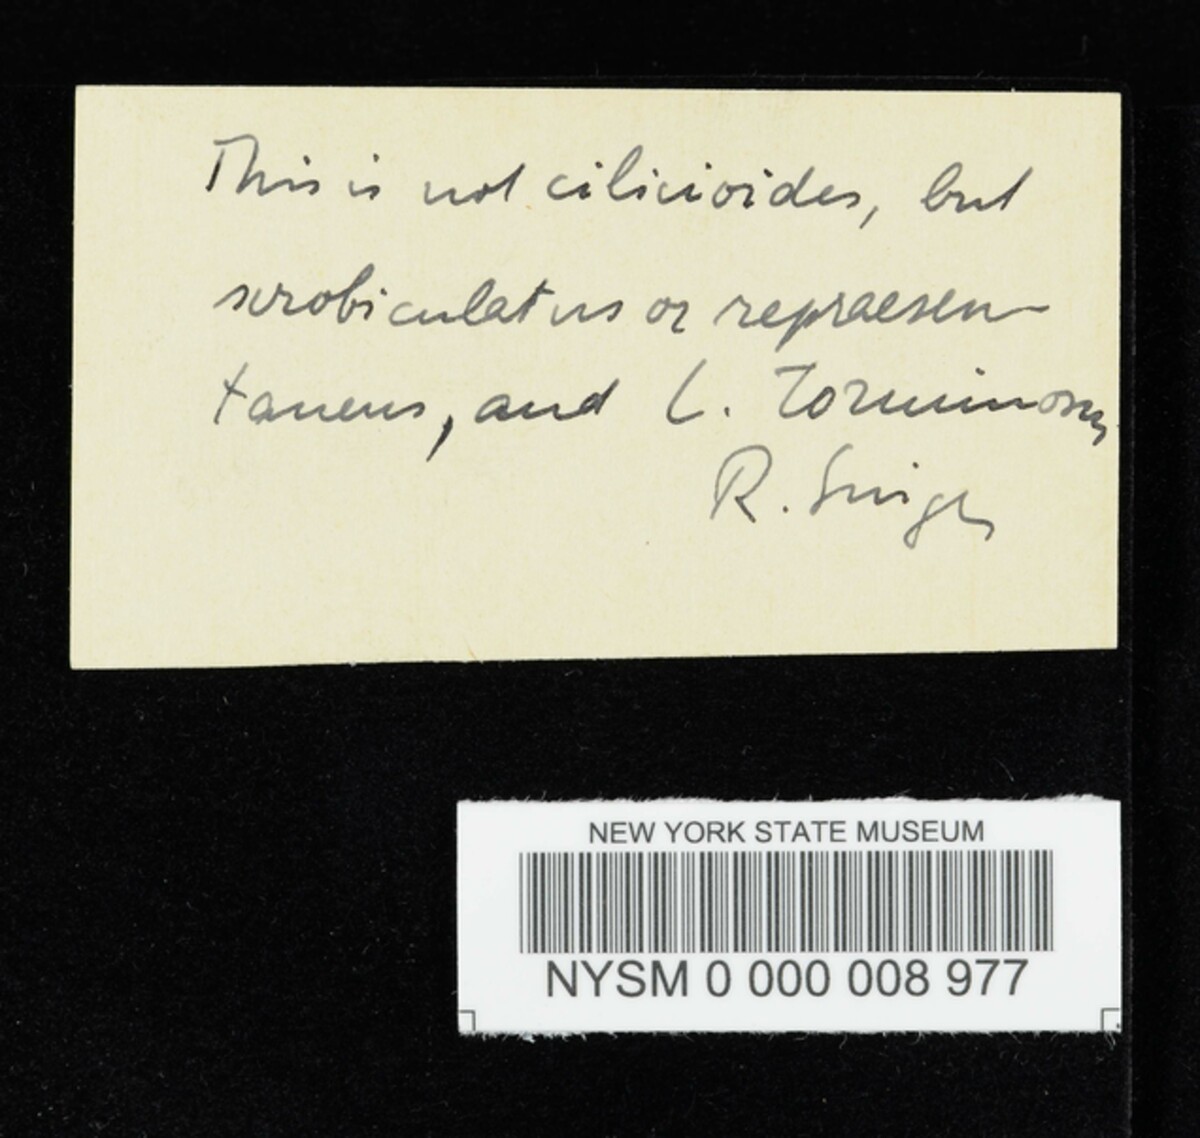 This is not cilicioides, but
scrobiculatus or repraesen-
taneus, and L. torminosus
R. Singer
NEW YORK STATE MUSEUM
NYSM 0 000 008 977